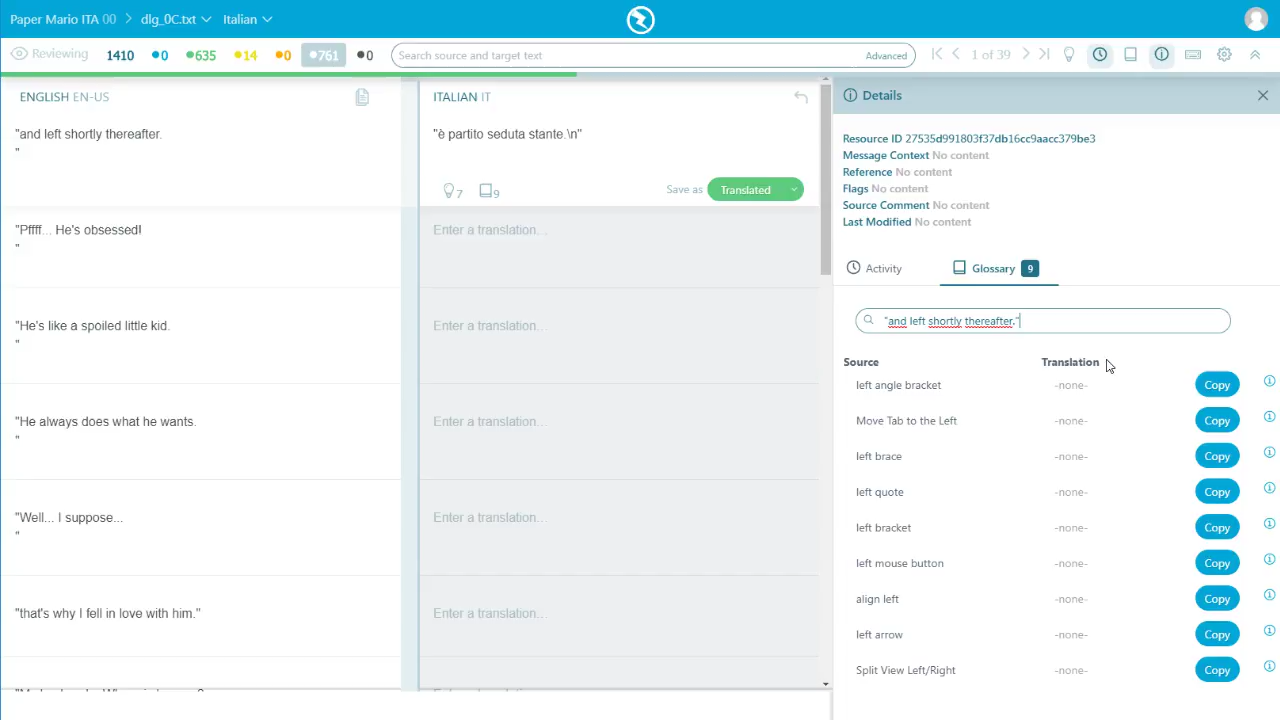 Paper Mario ITA 00 > dlg_0C.txt Italian
Reviewing 1410 0 635 14 0 761 0 Search source and target text Advanced 1 of 39
ENGLISH EN-US
ITALIAN IT
"and left shortly thereafter.
"
"è partito seduta stante.\n"
7 9 Save as Translated
"Pffff... He's obsessed!
"
Enter a translation...
"He's like a spoiled little kid.
"
Enter a translation...
"He always does what he wants.
"
Enter a translation...
"Well... I suppose...
"
Enter a translation...
"that's why I fell in love with him."
Enter a translation...
Details
Resource ID 27535d991803f37db16cc9aacc379be3
Message Context No content
Reference No content
Flags No content
Source Comment No content
Last Modified No content
Activity Glossary 9
"and left shortly thereafter."
Source Translation
left angle bracket -none- Copy
Move Tab to the Left -none- Copy
left brace -none- Copy
left quote -none- Copy
left bracket -none- Copy
left mouse button -none- Copy
align left -none- Copy
left arrow -none- Copy
Split View Left/Right -none- Copy